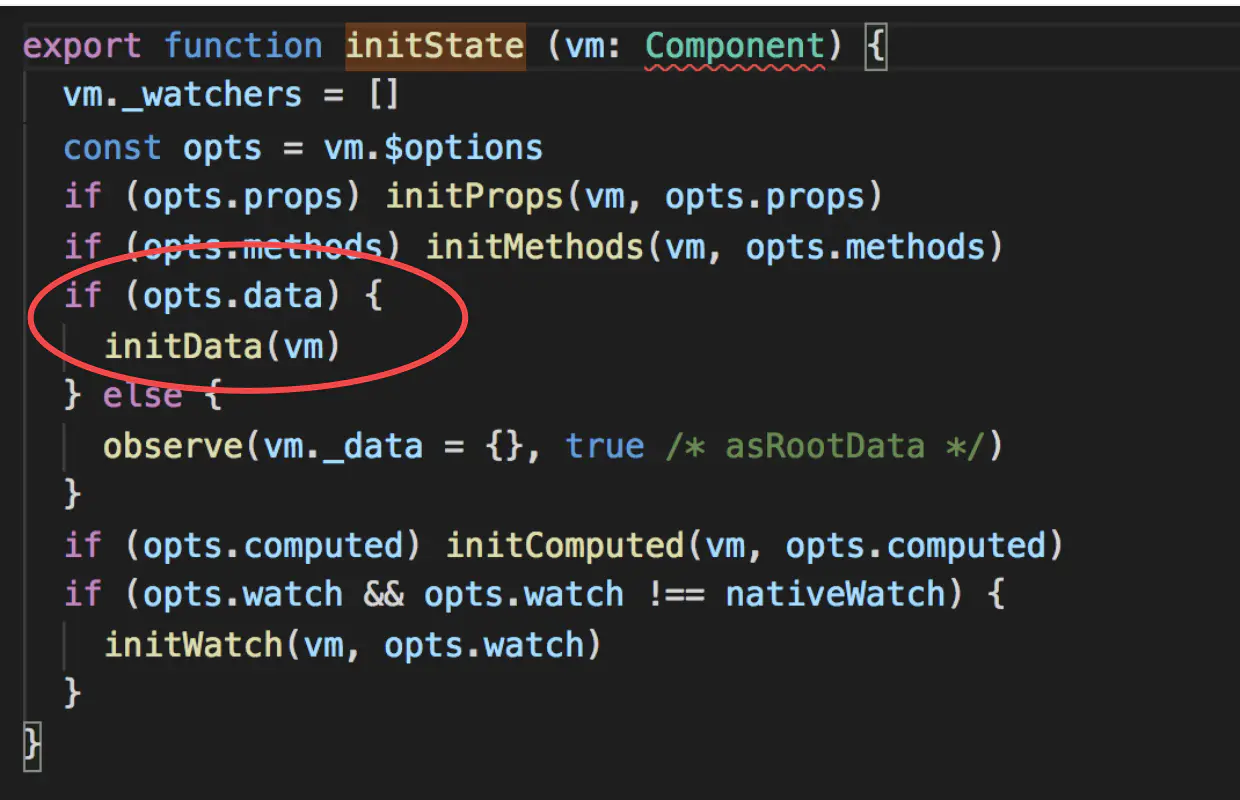 export function initState (vm: Component) {
  vm._watchers = []
  const opts = vm.$options
  if (opts.props) initProps(vm, opts.props)
  if (opts.methods) initMethods(vm, opts.methods)
  if (opts.data) {
    initData(vm)
  } else {
    observe(vm._data = {}, true /* asRootData */)
  }
  if (opts.computed) initComputed(vm, opts.computed)
  if (opts.watch && opts.watch !== nativeWatch) {
    initWatch(vm, opts.watch)
  }
}